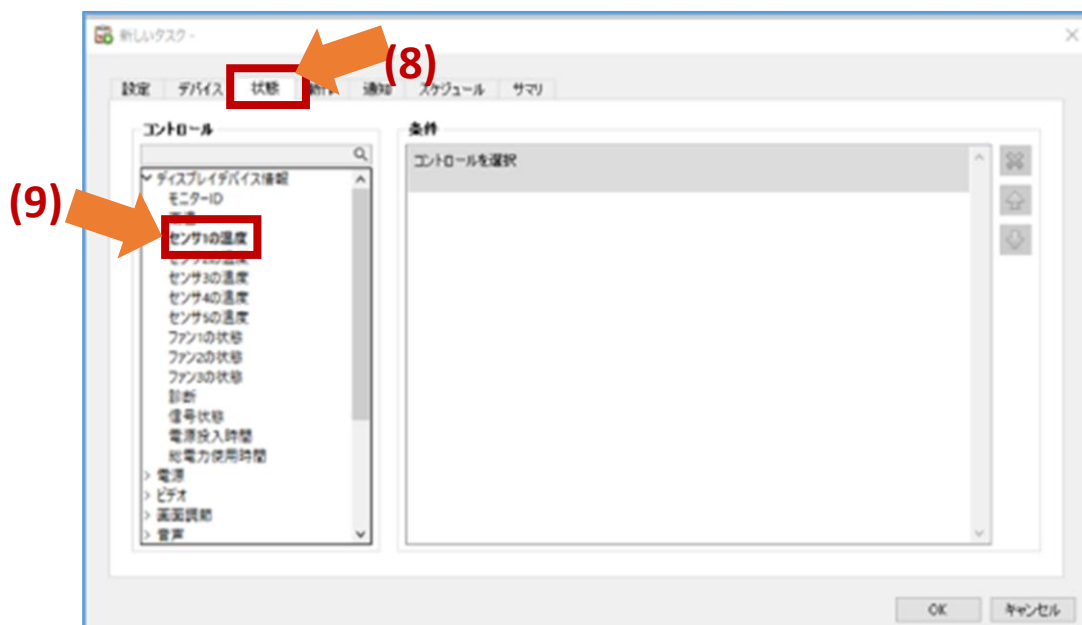 新しいタスク -
(8)
設定 デバイス 状態 通知 スケジュール サマリ
コントロール
条件
コントロールを選択
ディスプレイデバイス情報
モニターID
(9)
センサ1の温度
センサ3の温度
センサ4の温度
センサ5の温度
ファン1の状態
ファン2の状態
ファン3の状態
診断
信号状態
電源投入時間
総電力使用時間
電源
ビデオ
画面調節
音声
OK キャンセル